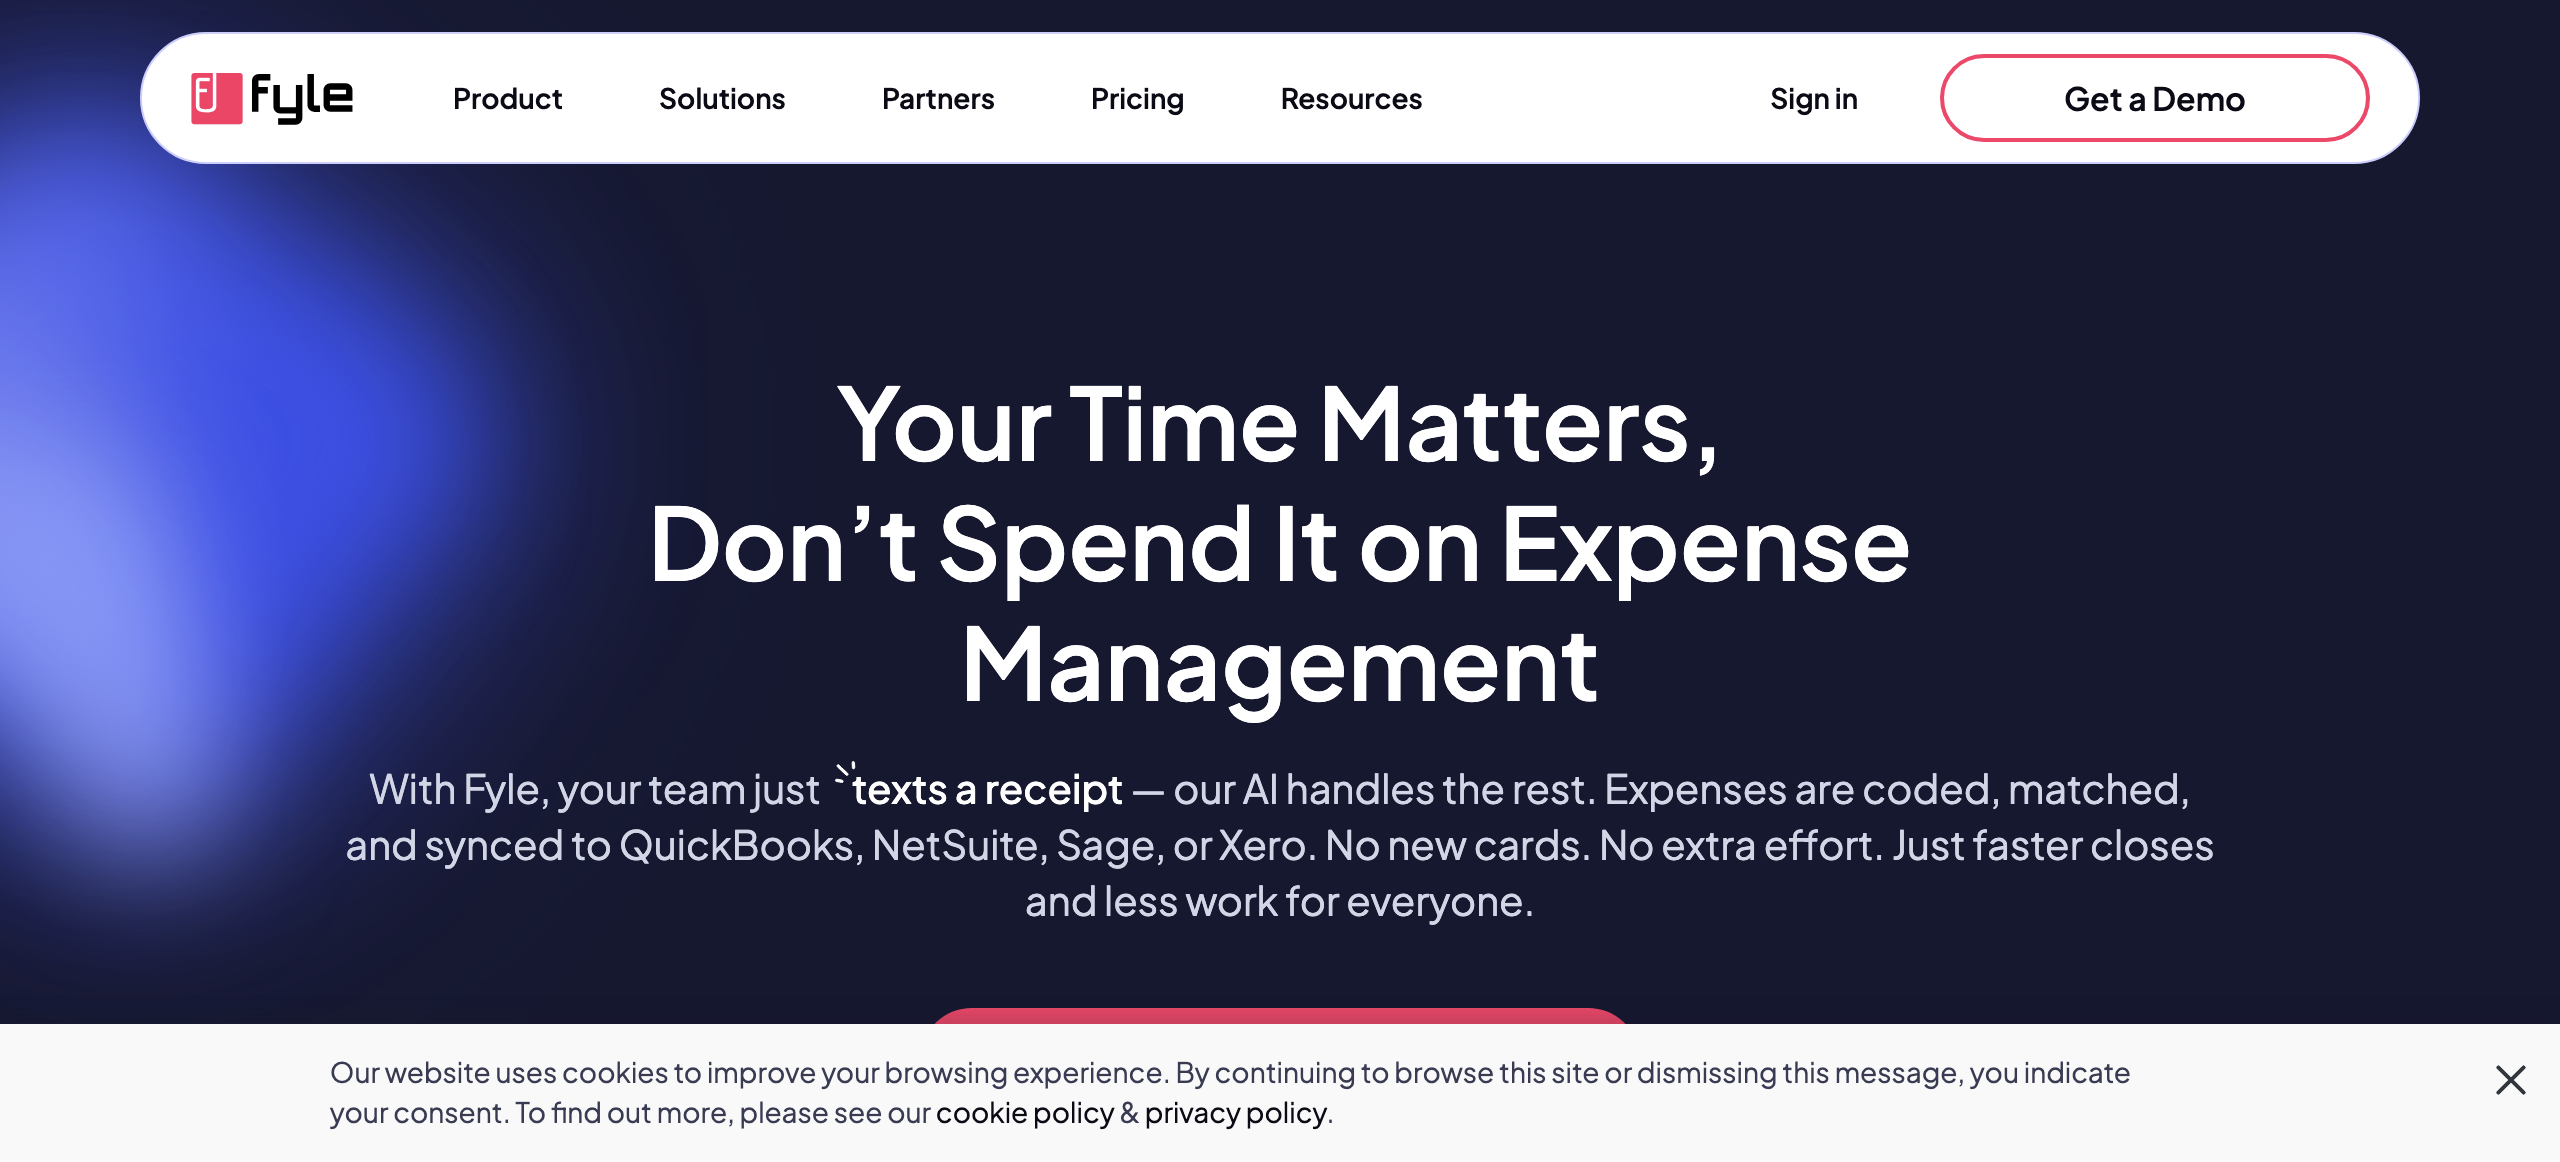 fyle
Product
Solutions
Partners
Pricing
Resources
Sign in
Get a Demo
Your Time Matters,
Don’t Spend It on Expense
Management
With Fyle, your team just texts a receipt — our AI handles the rest. Expenses are coded, matched,
and synced to QuickBooks, NetSuite, Sage, or Xero. No new cards. No extra effort. Just faster closes
and less work for everyone.
Our website uses cookies to improve your browsing experience. By continuing to browse this site or dismissing this message, you indicate
your consent. To find out more, please see our cookie policy & privacy policy.